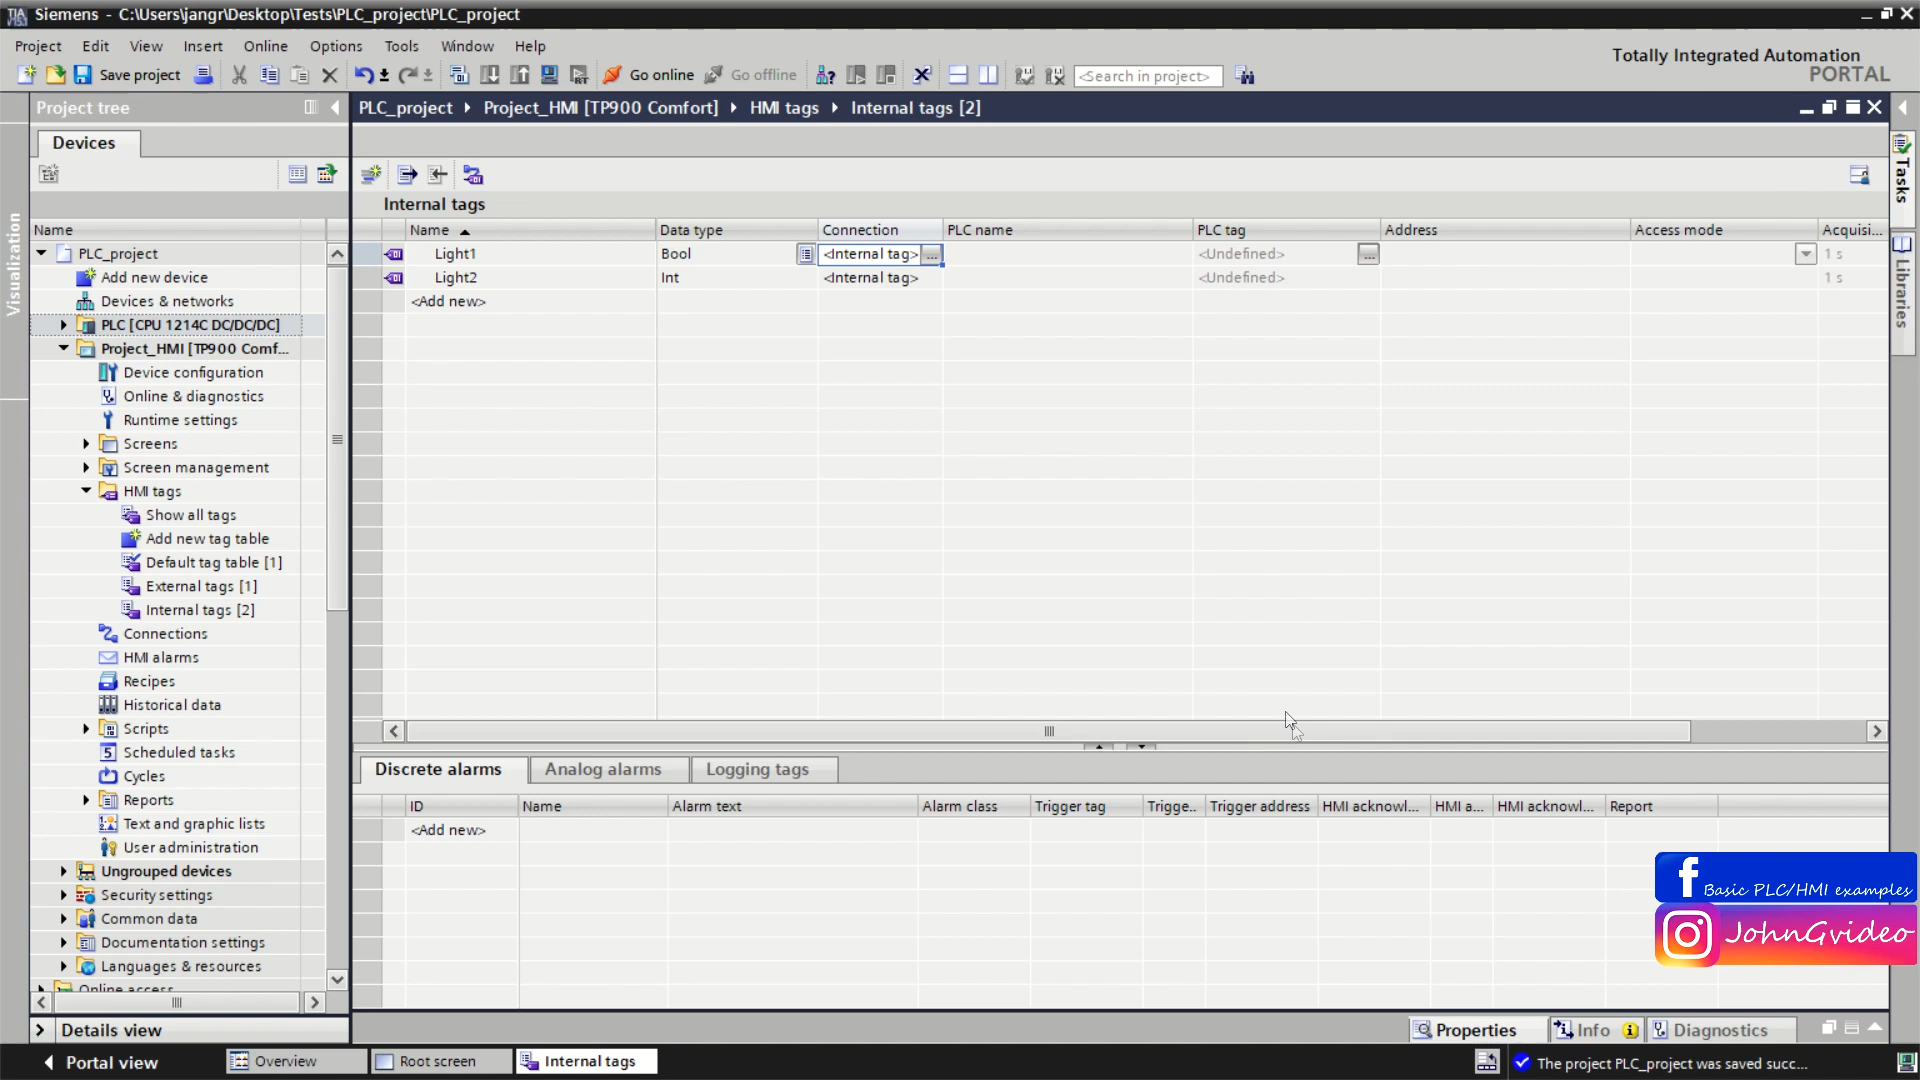 Siemens - C:\Users\jangr\Desktop\Tests\PLC_project\PLC_project
Project Edit View Insert Online Options Tools Window Help
Totally Integrated Automation
PORTAL
Save project Go online Go offline <Search in project>
Project tree
PLC_project Project_HMI [TP900 Comfort] HMI tags Internal tags [2]
Devices
Visualization
Tasks
Libraries
Internal tags
Name
Name Data type Connection PLC name PLC tag Address Access mode Acquisi...
Light1 Bool <Internal tag> ... <Undefined> ... 1 s
Light2 Int <Internal tag> <Undefined> 1 s
<Add new>
PLC_project
Add new device
Devices & networks
PLC [CPU 1214C DC/DC/DC]
Project_HMI [TP900 Comf...
Device configuration
Online & diagnostics
Runtime settings
Screens
Screen management
HMI tags
Show all tags
Add new tag table
Default tag table [1]
External tags [1]
Internal tags [2]
Connections
HMI alarms
Recipes
Historical data
Scripts
Scheduled tasks
Cycles
Reports
Text and graphic lists
User administration
Ungrouped devices
Security settings
Common data
Documentation settings
Languages & resources
Online access
Discrete alarms Analog alarms Logging tags
ID Name Alarm text Alarm class Trigger tag Trigge.. Trigger address HMI acknowl... HMI a... HMI acknowl... Report
<Add new>
Basic PLC/HMI examples
JohnGvideo
Details view
Properties Info Diagnostics
Portal view Overview Root screen Internal tags
The project PLC_project was saved succ...